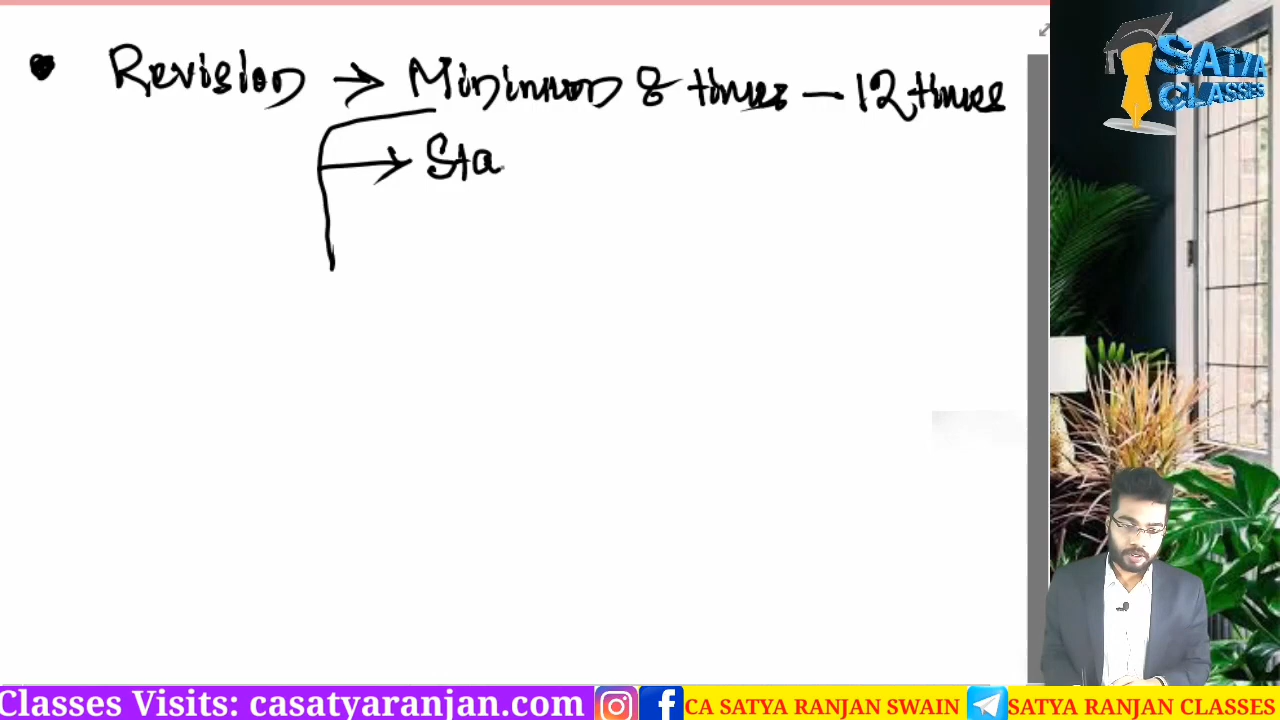 Revision → Minimum 8 times – 12 times
→ Sta
SATYA
CLASSES
Classes Visits: casatyaranjan.com
CA SATYA RANJAN SWAIN
SATYA RANJAN CLASSES